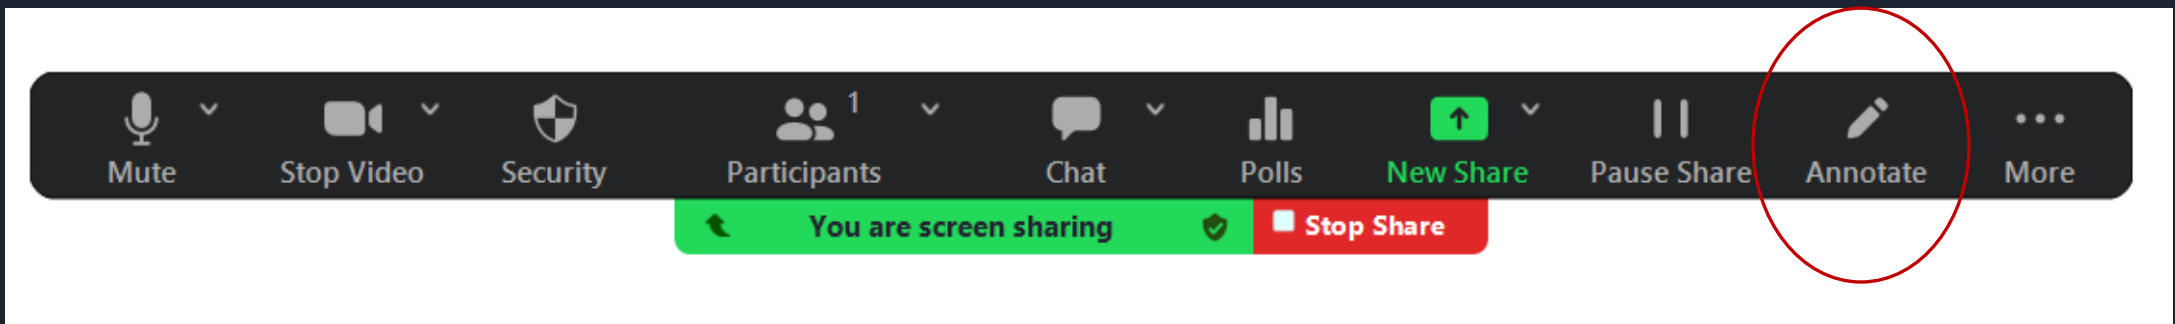 1
Mute Stop Video Security Participants Chat Polls New Share Pause Share Annotate More
You are screen sharing Stop Share